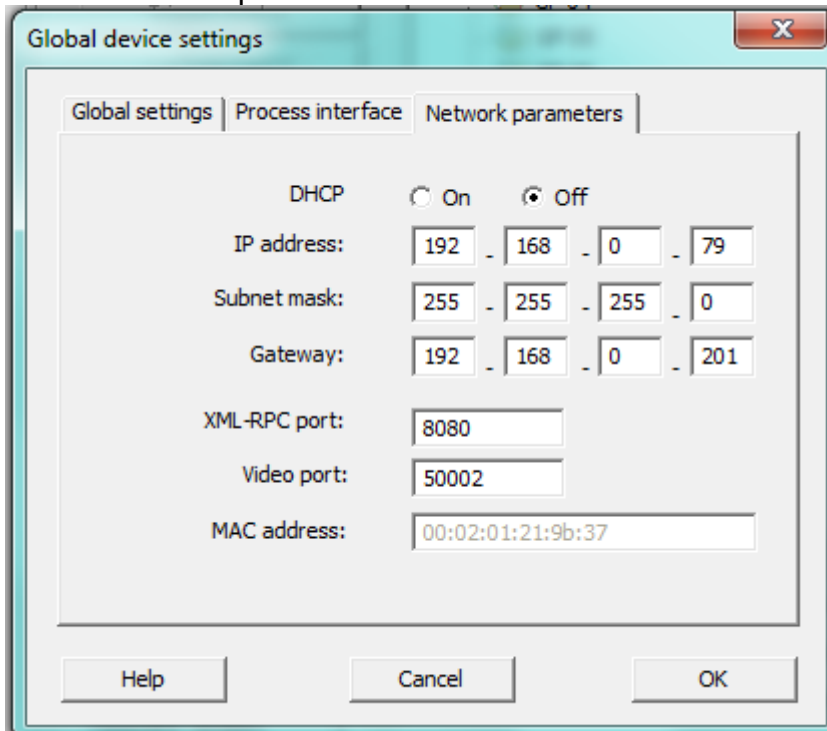 Global device settings
Global settings Process interface Network parameters
DHCP On Off
IP address: 192 - 168 - 0 - 79
Subnet mask: 255 - 255 - 255 - 0
Gateway: 192 - 168 - 0 - 201
XML-RPC port: 8080
Video port: 50002
MAC address: 00:02:01:21:9b:37
Help Cancel OK